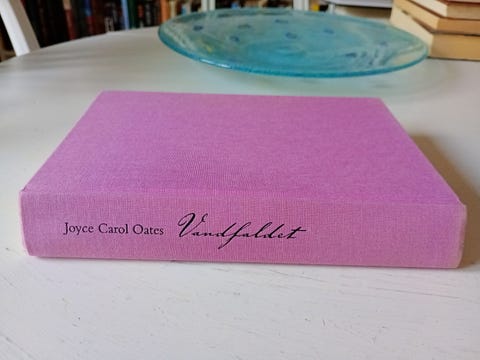 Joyce Carol Oates Vandfaldet